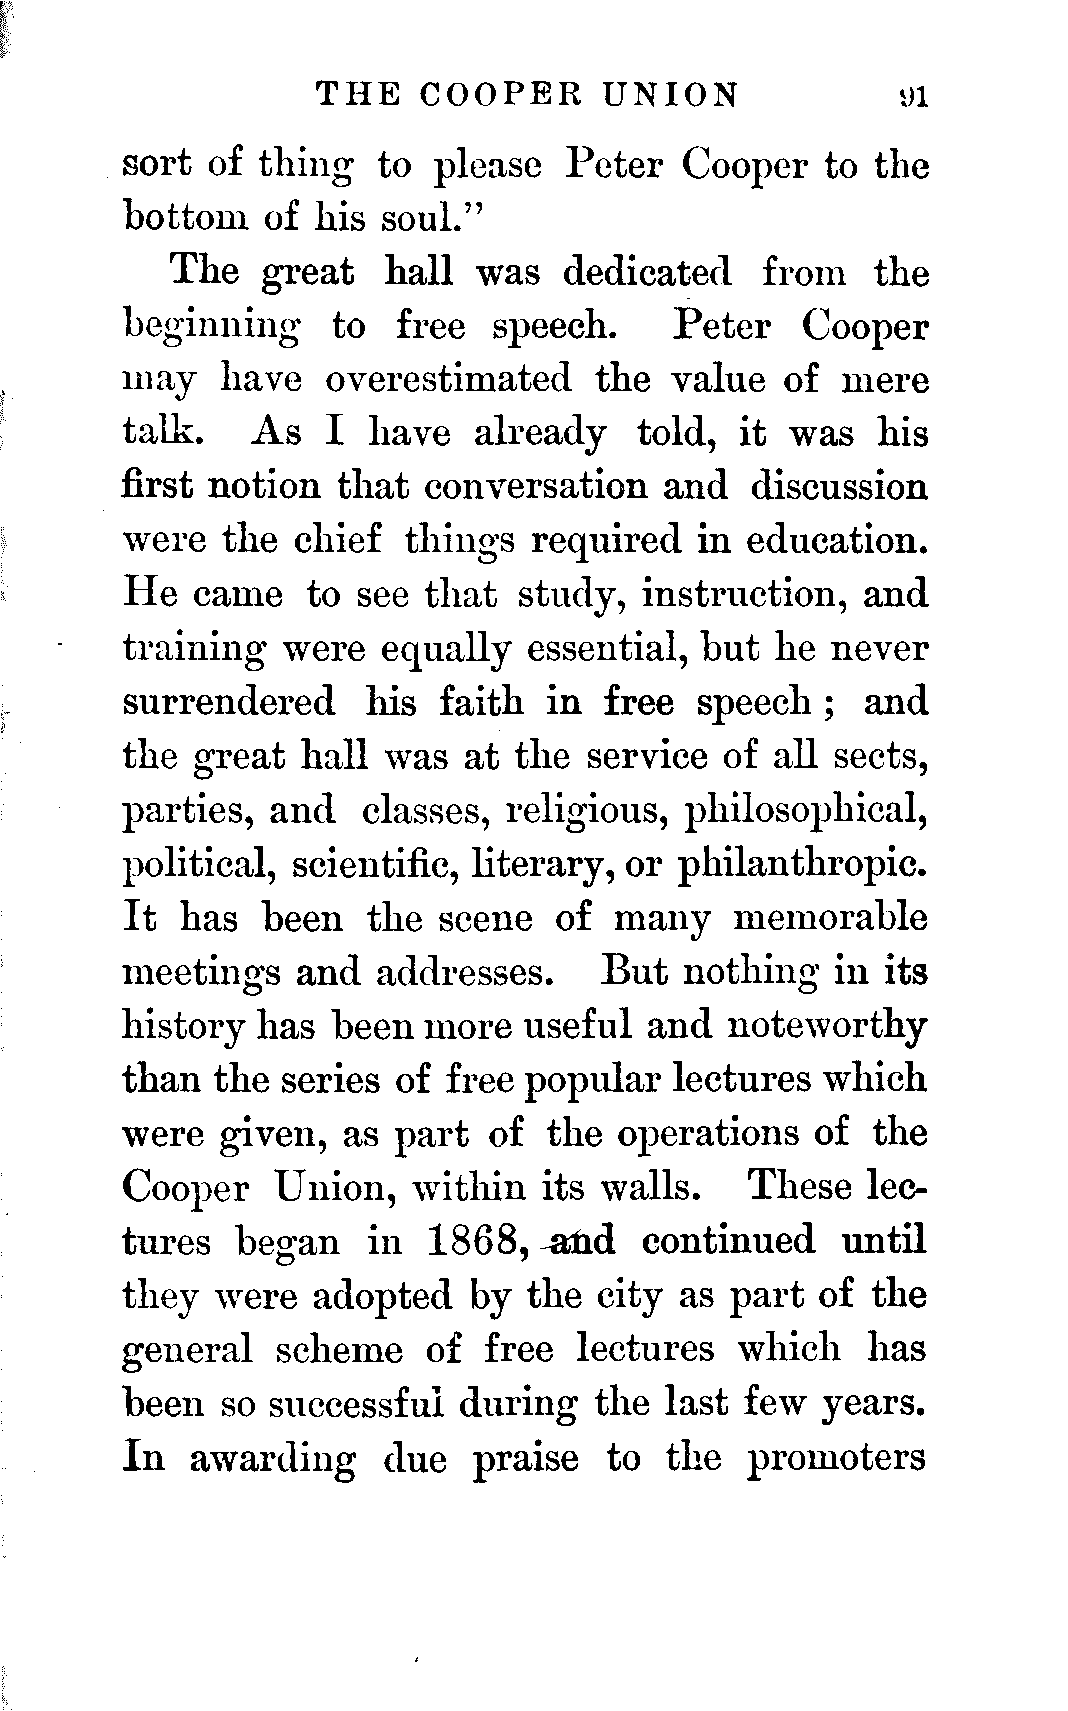 THE COOPER UNION 91
sort of thing to please Peter Cooper to the
bottom of his soul."
The great hall was dedicated from the
beginning to free speech. Peter Cooper
may have overestimated the value of mere
talk. As I have already told, it was his
first notion that conversation and discussion
were the chief things required in education.
He came to see that study, instruction, and
training were equally essential, but he never
surrendered his faith in free speech ; and
the great hall was at the service of all sects,
parties, and classes, religious, philosophical,
political, scientific, literary, or philanthropic.
It has been the scene of many memorable
meetings and addresses. But nothing in its
history has been more useful and noteworthy
than the series of free popular lectures which
were given, as part of the operations of the
Cooper Union, within its walls. These lec-
tures began in 1868, and continued until
they were adopted by the city as part of the
general scheme of free lectures which has
been so successful during the last few years.
In awarding due praise to the promoters